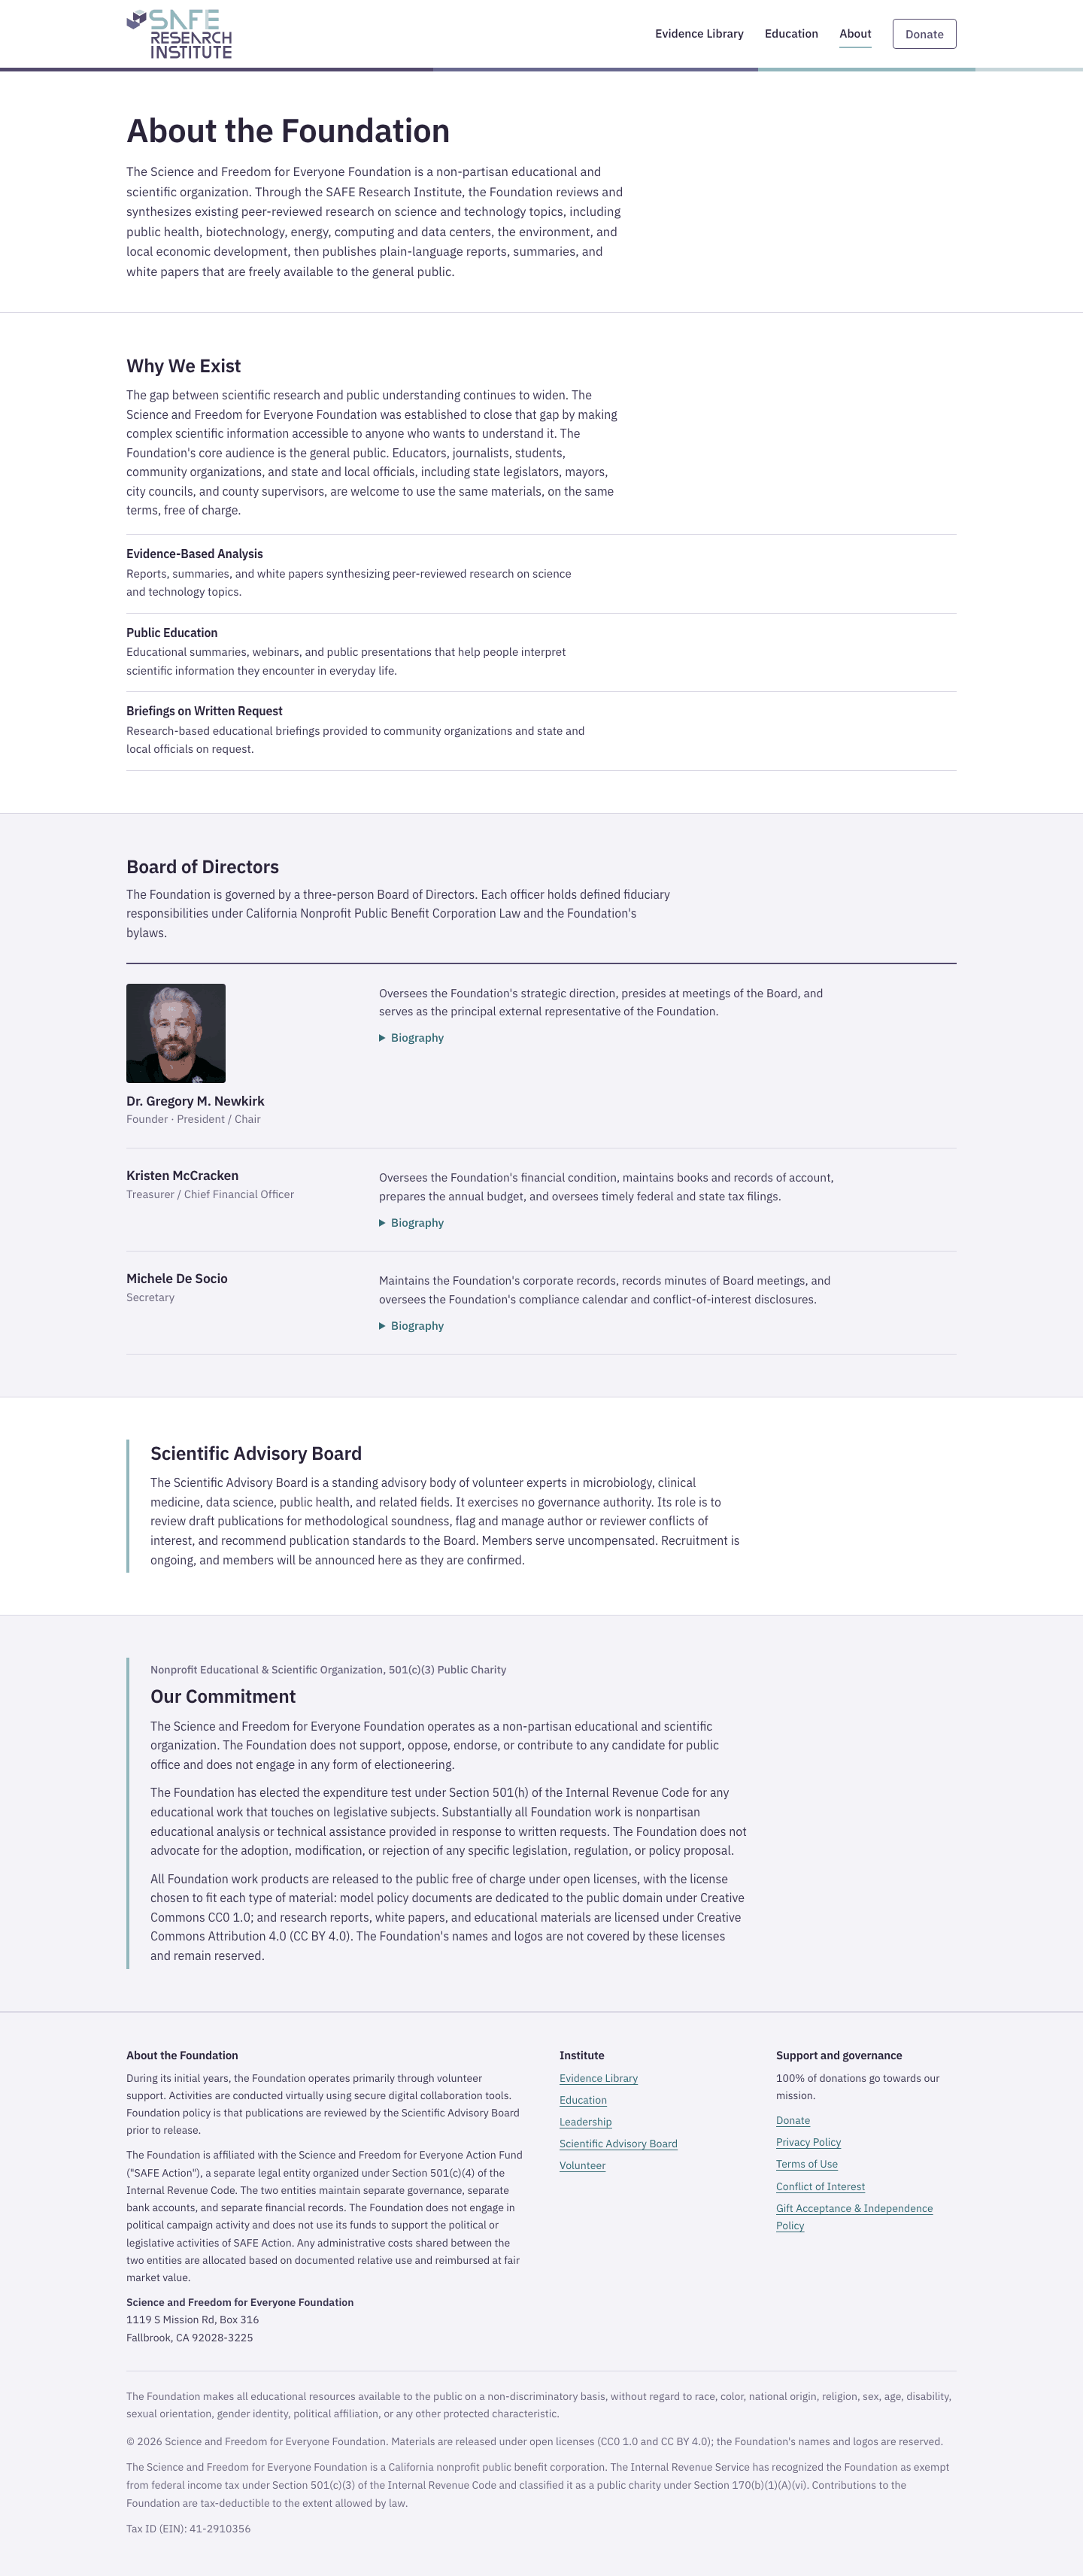 SAFE
RESEARCH
INSTITUTE
Evidence Library
Education
About
Donate
About the Foundation
The Science and Freedom for Everyone Foundation is a non-partisan educational and
scientific organization. Through the SAFE Research Institute, the Foundation reviews and
synthesizes existing peer-reviewed research on science and technology topics, including
public health, biotechnology, energy, computing and data centers, the environment, and
local economic development, then publishes plain-language reports, summaries, and
white papers that are freely available to the general public.
Why We Exist
The gap between scientific research and public understanding continues to widen. The
Science and Freedom for Everyone Foundation was established to close that gap by making
complex scientific information accessible to anyone who wants to understand it. The
Foundation's core audience is the general public. Educators, journalists, students,
community organizations, and state and local officials, including state legislators, mayors,
city councils, and county supervisors, are welcome to use the same materials, on the same
terms, free of charge.
Evidence-Based Analysis
Reports, summaries, and white papers synthesizing peer-reviewed research on science
and technology topics.
Public Education
Educational summaries, webinars, and public presentations that help people interpret
scientific information they encounter in everyday life.
Briefings on Written Request
Research-based educational briefings provided to community organizations and state and
local officials on request.
Board of Directors
The Foundation is governed by a three-person Board of Directors. Each officer holds defined fiduciary
responsibilities under California Nonprofit Public Benefit Corporation Law and the Foundation's
bylaws.
Dr. Gregory M. Newkirk
Founder · President / Chair
Oversees the Foundation's strategic direction, presides at meetings of the Board, and
serves as the principal external representative of the Foundation.
▶ Biography
Kristen McCracken
Treasurer / Chief Financial Officer
Oversees the Foundation's financial condition, maintains books and records of account,
prepares the annual budget, and oversees timely federal and state tax filings.
▶ Biography
Michele De Socio
Secretary
Maintains the Foundation's corporate records, records minutes of Board meetings, and
oversees the Foundation's compliance calendar and conflict-of-interest disclosures.
▶ Biography
Scientific Advisory Board
The Scientific Advisory Board is a standing advisory body of volunteer experts in microbiology, clinical
medicine, data science, public health, and related fields. It exercises no governance authority. Its role is to
review draft publications for methodological soundness, flag and manage author or reviewer conflicts of
interest, and recommend publication standards to the Board. Members serve uncompensated. Recruitment is
ongoing, and members will be announced here as they are confirmed.
Nonprofit Educational & Scientific Organization, 501(c)(3) Public Charity
Our Commitment
The Science and Freedom for Everyone Foundation operates as a non-partisan educational and scientific
organization. The Foundation does not support, oppose, endorse, or contribute to any candidate for public
office and does not engage in any form of electioneering.
The Foundation has elected the expenditure test under Section 501(h) of the Internal Revenue Code for any
educational work that touches on legislative subjects. Substantially all Foundation work is nonpartisan
educational analysis or technical assistance provided in response to written requests. The Foundation does not
advocate for the adoption, modification, or rejection of any specific legislation, regulation, or policy proposal.
All Foundation work products are released to the public free of charge under open licenses, with the license
chosen to fit each type of material: model policy documents are dedicated to the public domain under Creative
Commons CC0 1.0; and research reports, white papers, and educational materials are licensed under Creative
Commons Attribution 4.0 (CC BY 4.0). The Foundation's names and logos are not covered by these licenses
and remain reserved.
About the Foundation
During its initial years, the Foundation operates primarily through volunteer
support. Activities are conducted virtually using secure digital collaboration tools.
Foundation policy is that publications are reviewed by the Scientific Advisory Board
prior to release.
The Foundation is affiliated with the Science and Freedom for Everyone Action Fund
("SAFE Action"), a separate legal entity organized under Section 501(c)(4) of the
Internal Revenue Code. The two entities maintain separate governance, separate
bank accounts, and separate financial records. The Foundation does not engage in
political campaign activity and does not use its funds to support the political or
legislative activities of SAFE Action. Any administrative costs shared between the
two entities are allocated based on documented relative use and reimbursed at fair
market value.
Science and Freedom for Everyone Foundation
1119 S Mission Rd, Box 316
Fallbrook, CA 92028-3225
Institute
Evidence Library
Education
Leadership
Scientific Advisory Board
Volunteer
Support and governance
100% of donations go towards our
mission.
Donate
Privacy Policy
Terms of Use
Conflict of Interest
Gift Acceptance & Independence
Policy
The Foundation makes all educational resources available to the public on a non-discriminatory basis, without regard to race, color, national origin, religion, sex, age, disability,
sexual orientation, gender identity, political affiliation, or any other protected characteristic.
© 2026 Science and Freedom for Everyone Foundation. Materials are released under open licenses (CC0 1.0 and CC BY 4.0); the Foundation's names and logos are reserved.
The Science and Freedom for Everyone Foundation is a California nonprofit public benefit corporation. The Internal Revenue Service has recognized the Foundation as exempt
from federal income tax under Section 501(c)(3) of the Internal Revenue Code and classified it as a public charity under Section 170(b)(1)(A)(vi). Contributions to the
Foundation are tax-deductible to the extent allowed by law.
Tax ID (EIN): 41-2910356